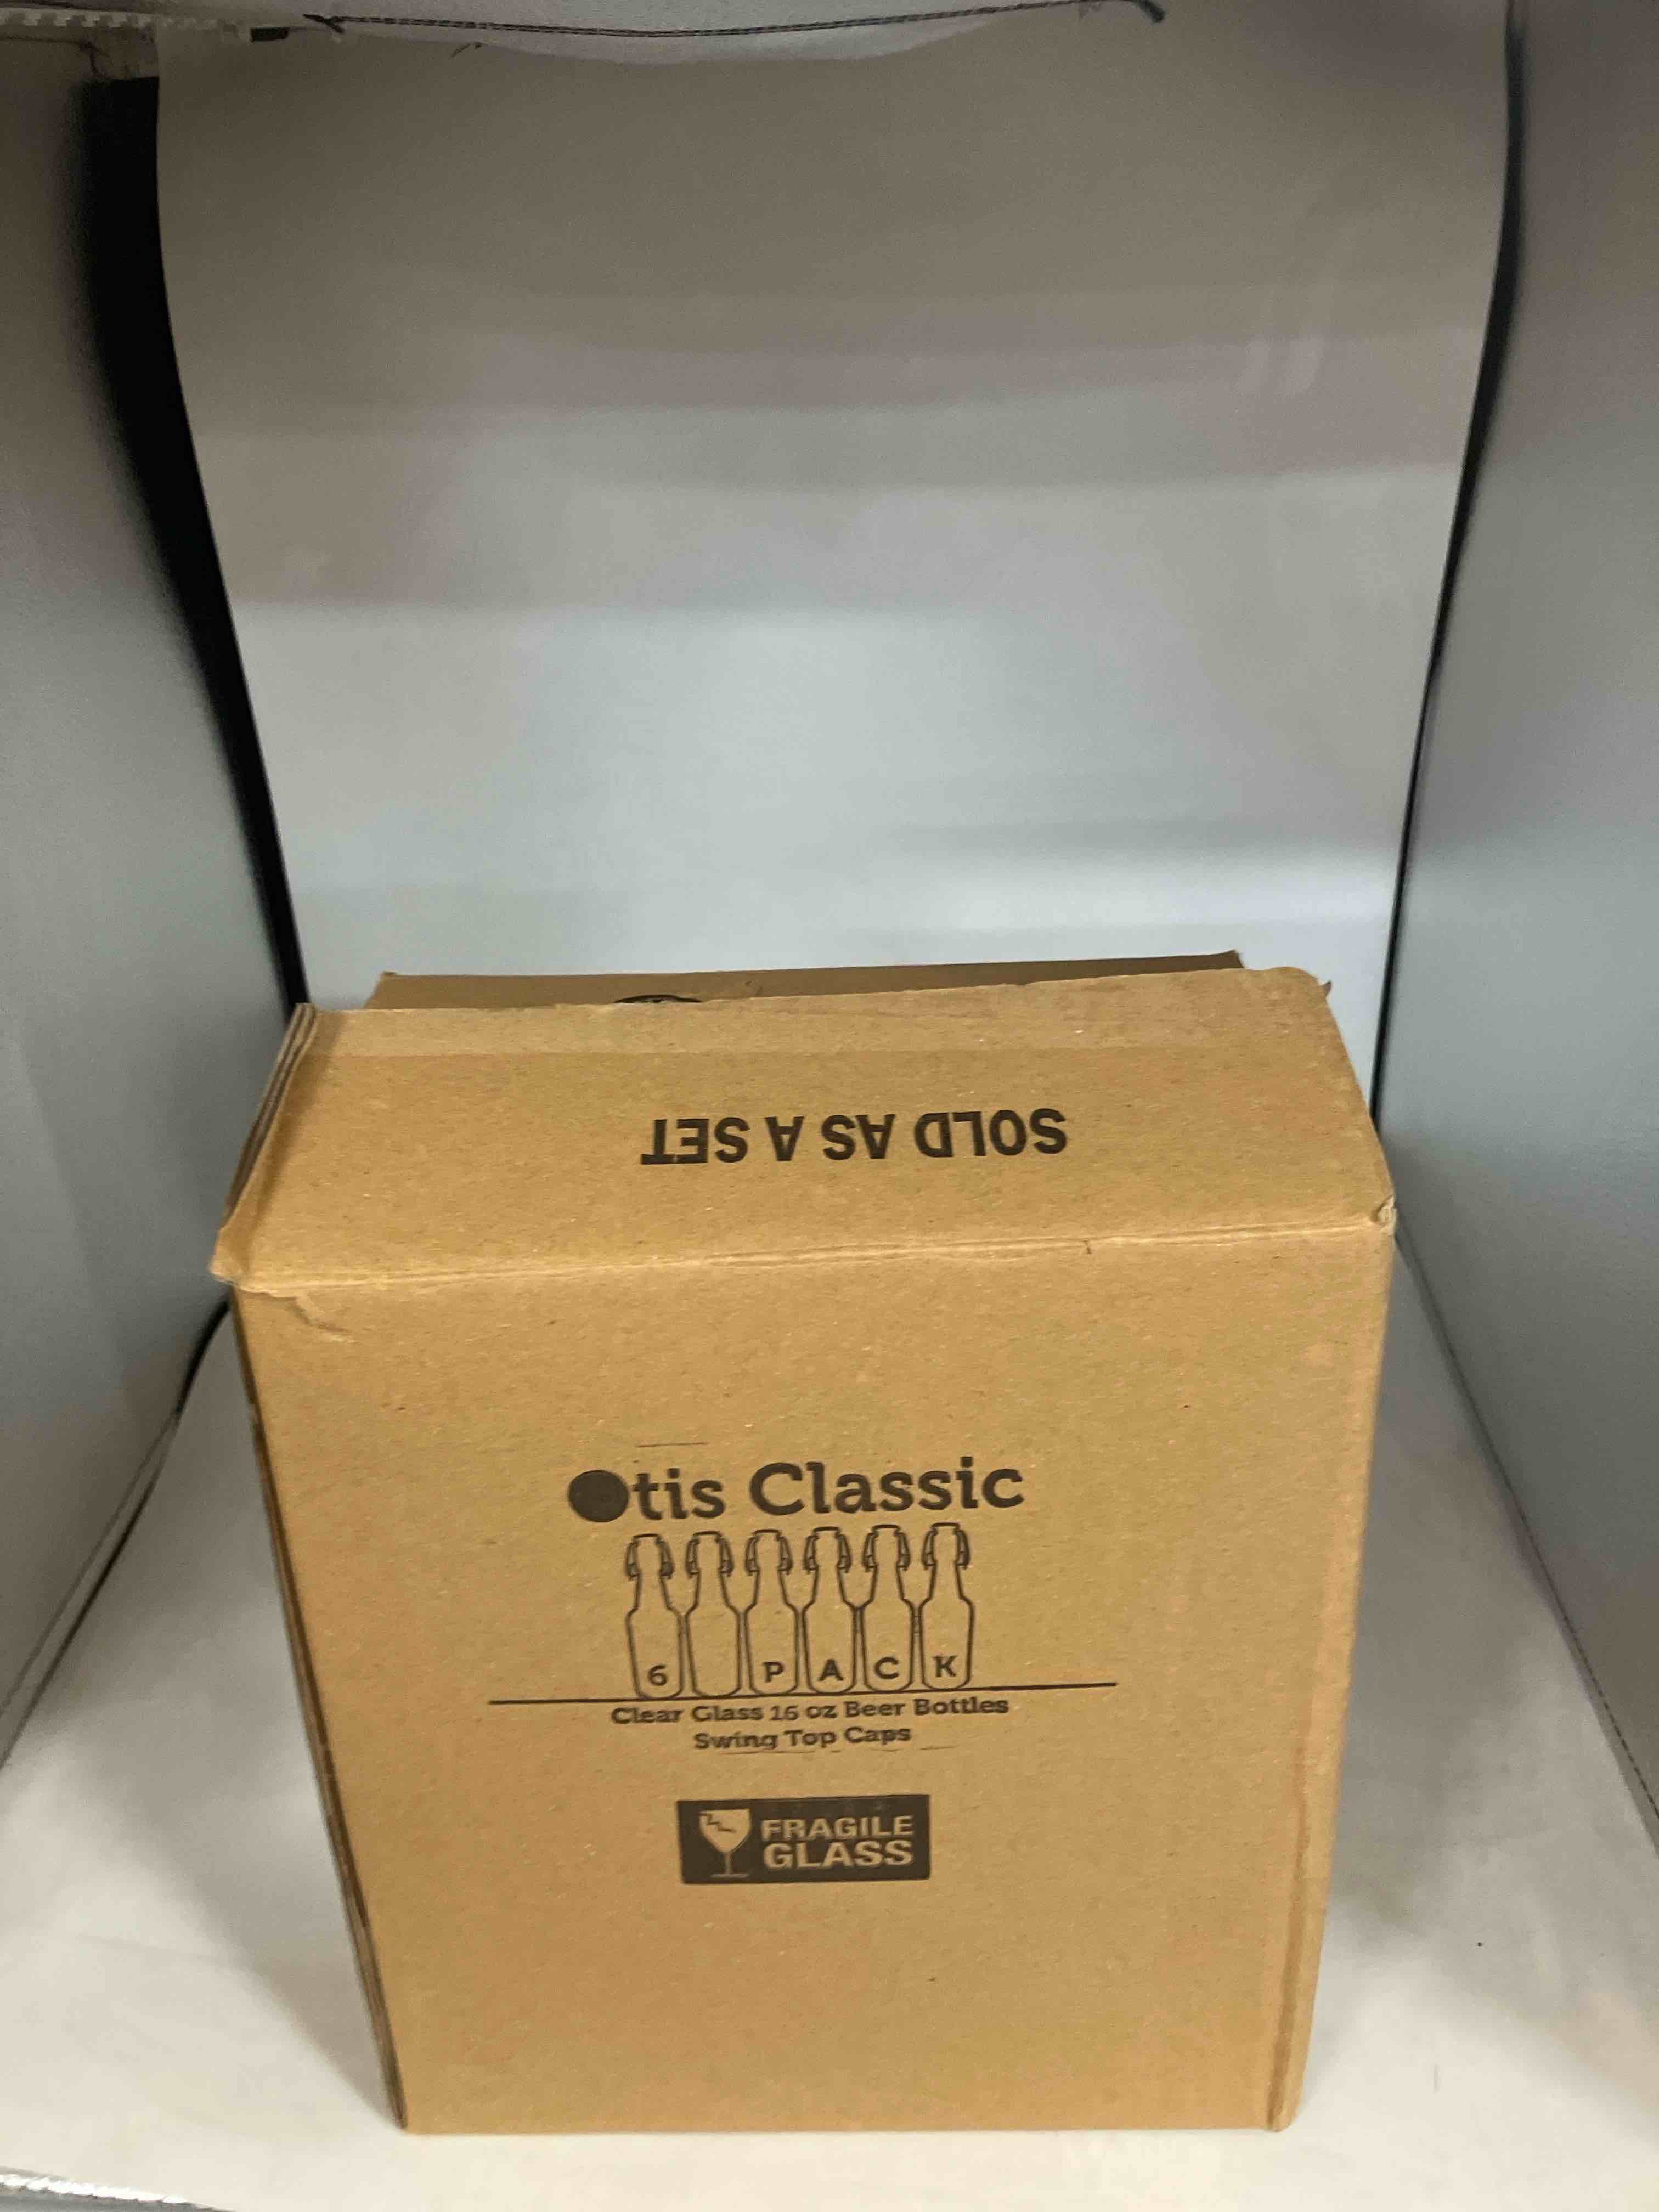 SOLD AS A SET
Otis Classic
6 PACK
Clear Glass 16 oz Beer Bottles
Swing Top Caps
FRAGILE
GLASS